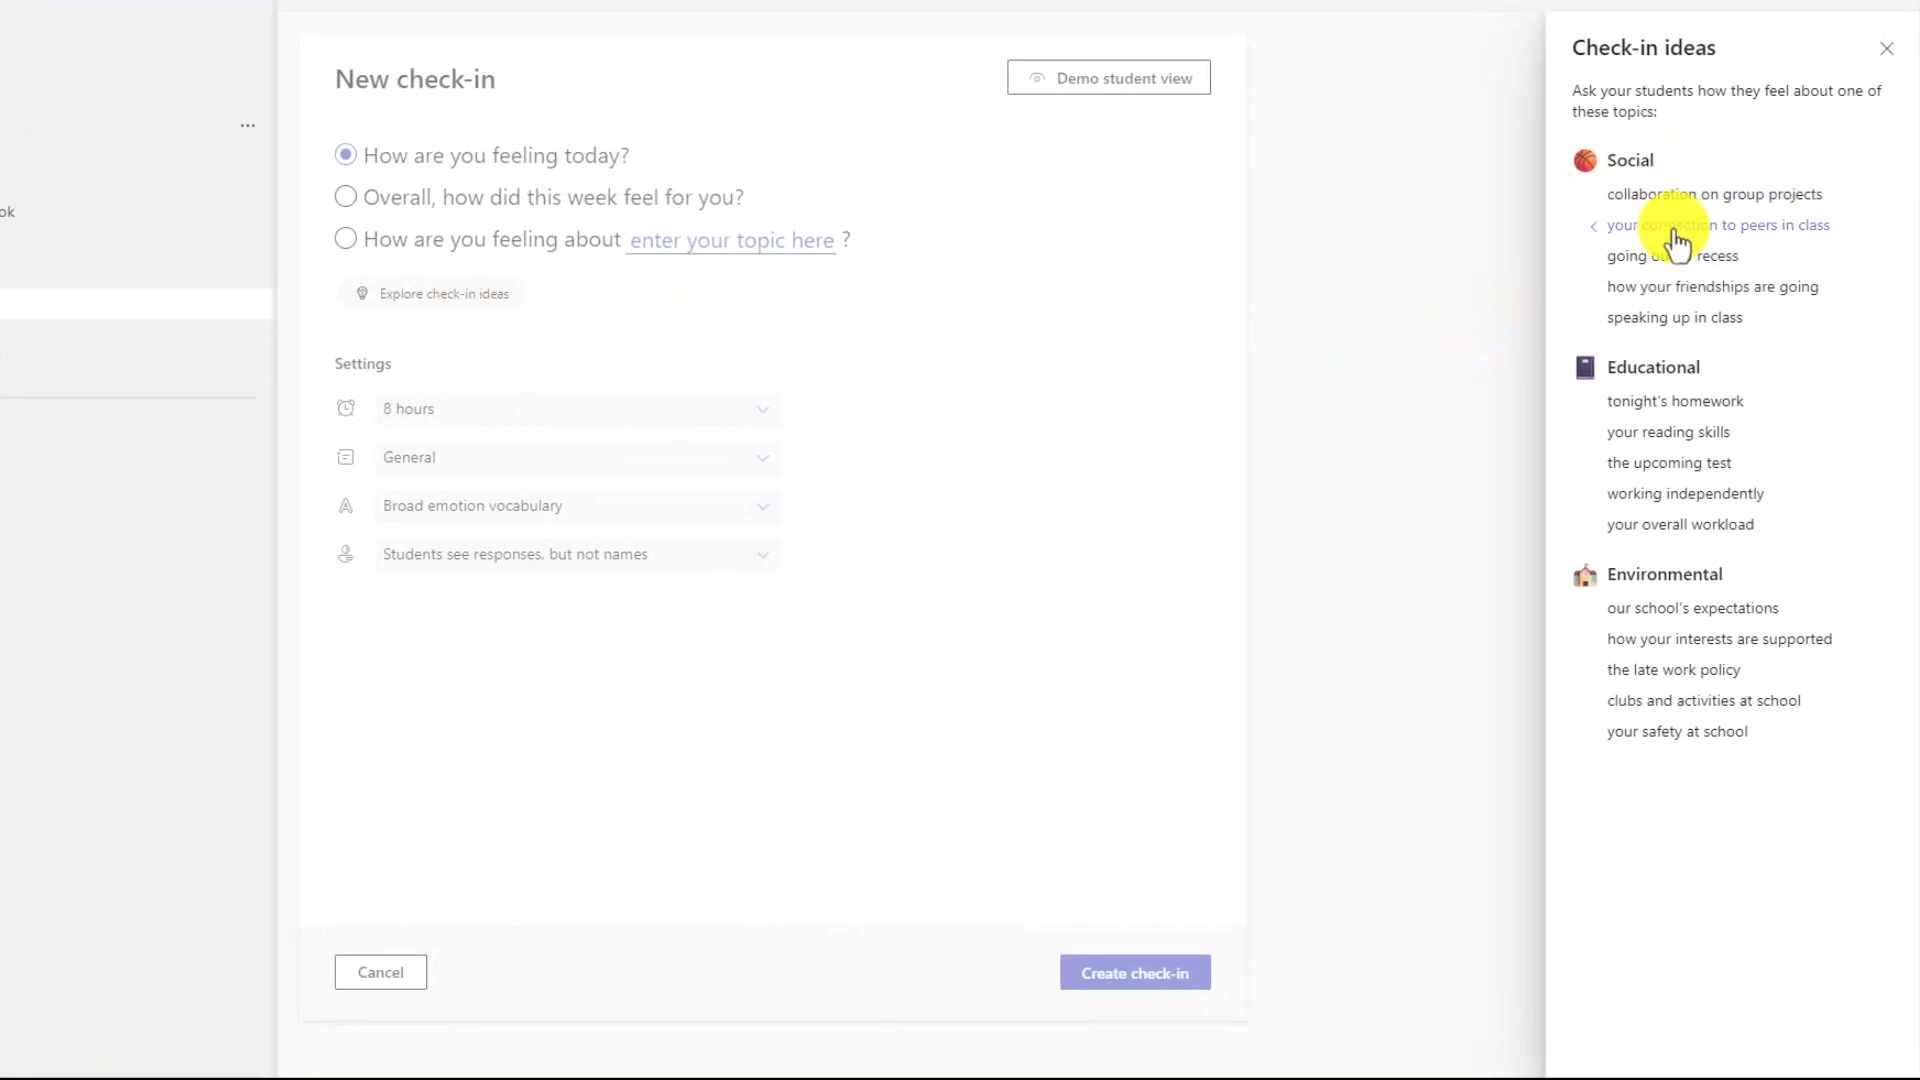 ok
New check-in
Demo student view
How are you feeling today?
Overall, how did this week feel for you?
How are you feeling about enter your topic here ?
Explore check-in ideas
Settings
8 hours
General
Broad emotion vocabulary
Students see responses, but not names
Cancel
Create check-in
Check-in ideas
Ask your students how they feel about one of
these topics:
Social
collaboration on group projects
your connection to peers in class
going recess
how your friendships are going
speaking up in class
Educational
tonight's homework
your reading skills
the upcoming test
working independently
your overall workload
Environmental
our school's expectations
how your interests are supported
the late work policy
clubs and activities at school
your safety at school